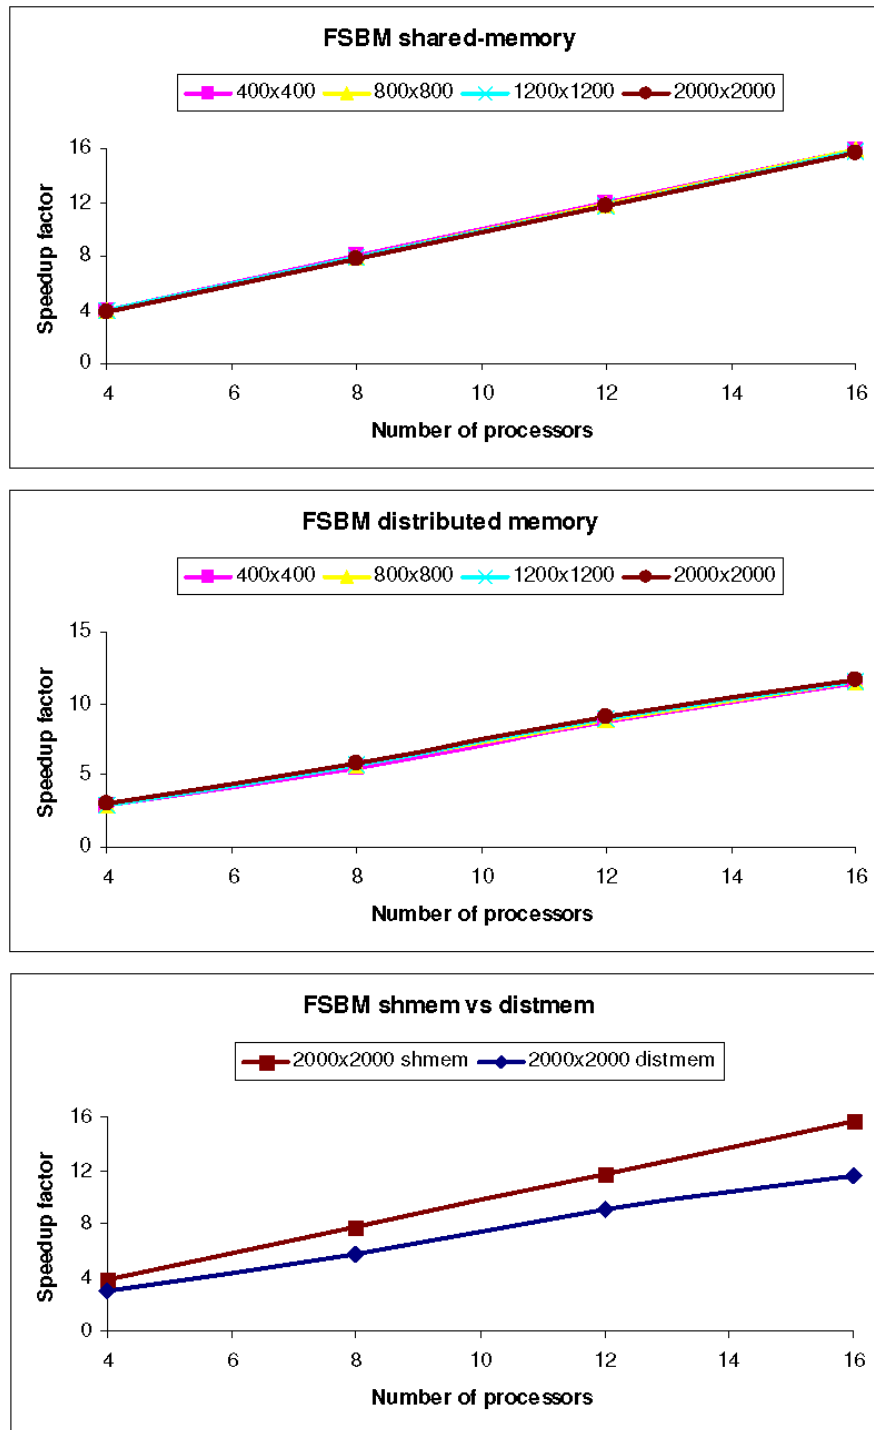 FSBM shared-memory
400x400 800x800 1200x1200 2000x2000
16
12
8
4
0
Speedup factor
4 6 8 10 12 14 16
Number of processors
FSBM distributed memory
400x400 800x800 1200x1200 2000x2000
15
10
5
0
Speedup factor
4 6 8 10 12 14 16
Number of processors
FSBM shmem vs distmem
2000x2000 shmem 2000x2000 distmem
16
12
8
4
0
Speedup factor
4 6 8 10 12 14 16
Number of processors